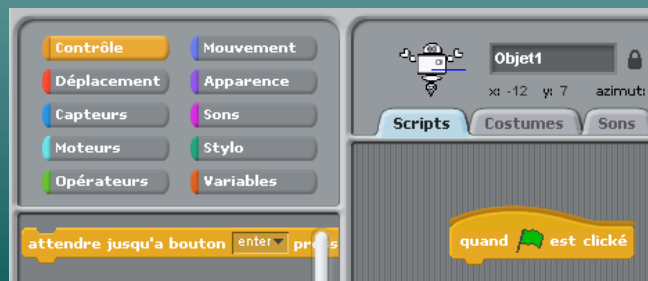 Contrôle Mouvement
Déplacement Apparence
Capteurs Sons
Moteurs Stylo
Opérateurs Variables
attendre jusqu'a bouton enter
Objet1
x: -12 y: 7 azimut:
Scripts Costumes Sons
quand est clické